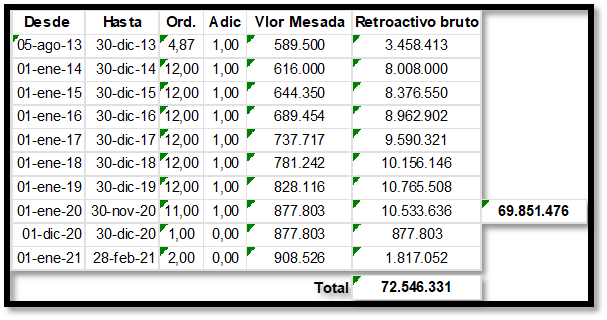 Desde Hasta Ord. Adic Vlor Mesada Retroactivo bruto
05-ago-13 30-dic-13 4,87 1,00 589.500 3.458.413
01-ene-14 30-dic-14 12,00 1,00 616.000 8.008.000
01-ene-15 30-dic-15 12,00 1,00 644.350 8.376.550
01-ene-16 30-dic-16 12,00 1,00 689.454 8.962.902
01-ene-17 30-dic-17 12,00 1,00 737.717 9.590.321
01-ene-18 30-dic-18 12,00 1,00 781.242 10.156.146
01-ene-19 30-dic-19 12,00 1,00 828.116 10.765.508
01-ene-20 30-nov-20 11,00 1,00 877.803 10.533.636 69.851.476
01-dic-20 30-dic-20 1,00 0,00 877.803 877.803
01-ene-21 28-feb-21 2,00 0,00 908.526 1.817.052
Total 72.546.331